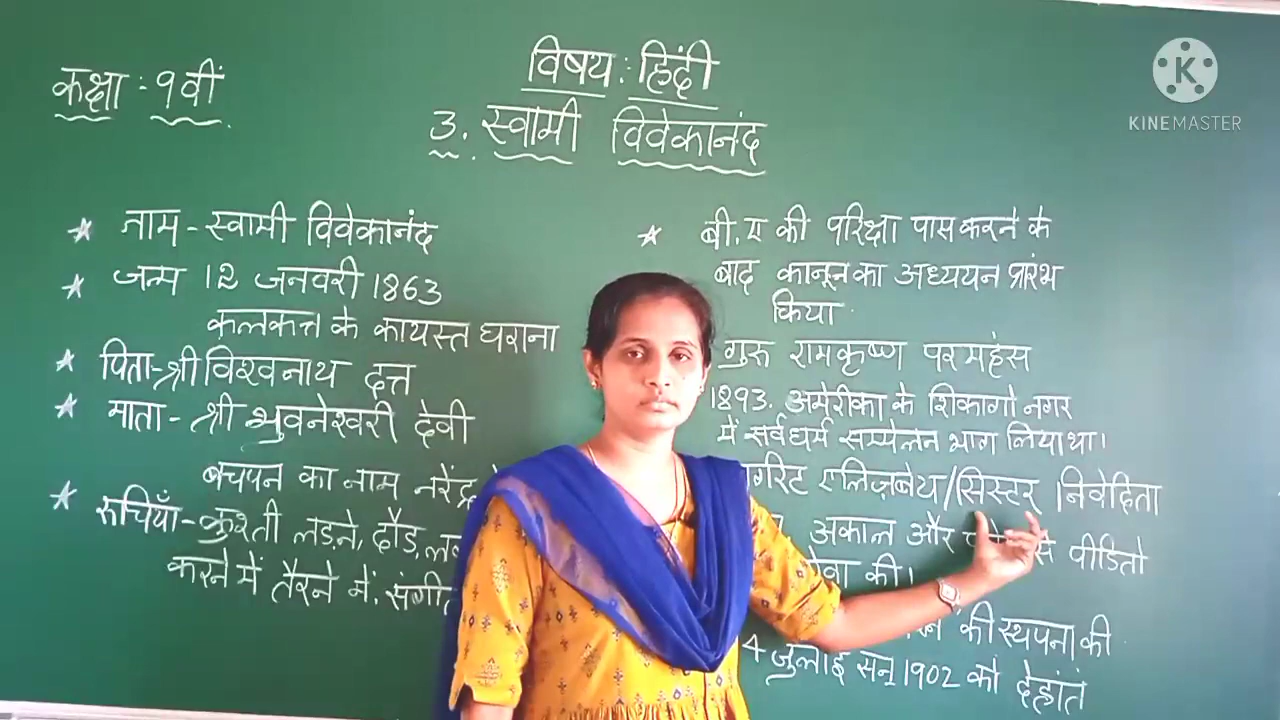 कक्षा : ९वीं
विषय : हिंदी
3. स्वामी विवेकानंद
नाम - स्वामी विवेकानंद
जन्म 12 जनवरी 1863
कलकत्त के कायस्त घराना
पिता - श्री विश्वनाथ दत्त
माता - श्री भुवनेश्वरी देवी
बचपन का नाम
रूचियाँ - कुश्ती लड़ने, दौड़,
करने में तैरने में.
बी. ए की परिक्षा पास करने के
बाद कानून का अध्ययन प्रारंभ
किया
गुरु रामकृष्ण परमहंस
1893. अमेरीका के शिकागो नगर
में सर्वधर्म सम्मेलन भाग लिया था।
एलिज़बेथ/सिस्टर निवेदिता
अकाल और से पीडितो
की।
की स्थपना की
4 जुलाई सन् 1902 को देहांत
KINEMASTER